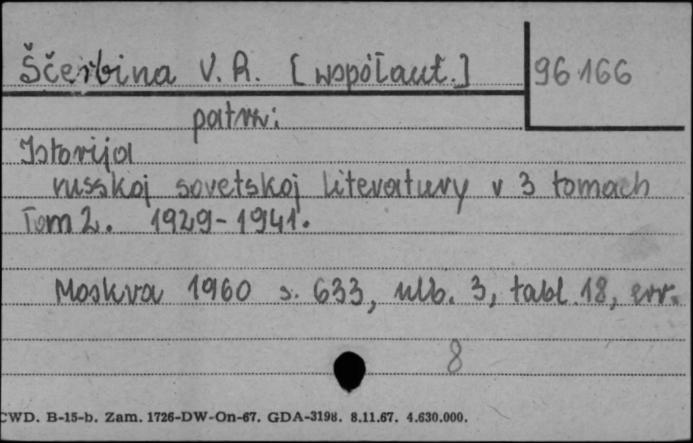 Ščerbina V. R. [współaut.] 96166
patrz:
Istorija
russkoj sovetskoj literatury v 3 tomach
Tom 2. 1929-1941.
Moskva 1960 s. 633, nlb. 3, tabl. 18, err.
8
CWD. B-15-b. Zam. 1726-DW-On-67. GDA-3198. 8.11.67. 4.630.000.